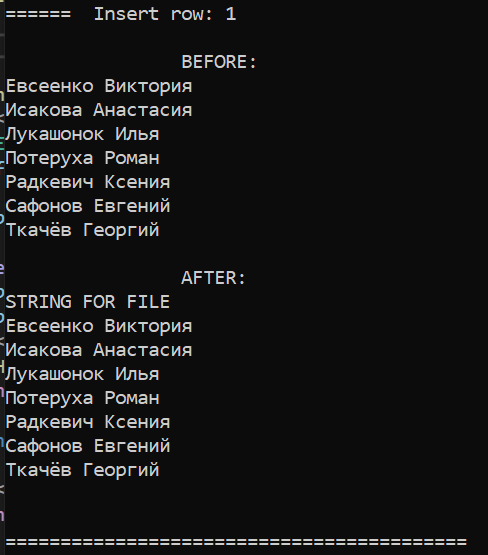 ======  Insert row: 1
BEFORE:
Евсеенко Виктория
Исакова Анастасия
Лукашонок Илья
Потеруха Роман
Радкевич Ксения
Сафонов Евгений
Ткачёв Георгий
AFTER:
STRING FOR FILE
Евсеенко Виктория
Исакова Анастасия
Лукашонок Илья
Потеруха Роман
Радкевич Ксения
Сафонов Евгений
Ткачёв Георгий
==========================================